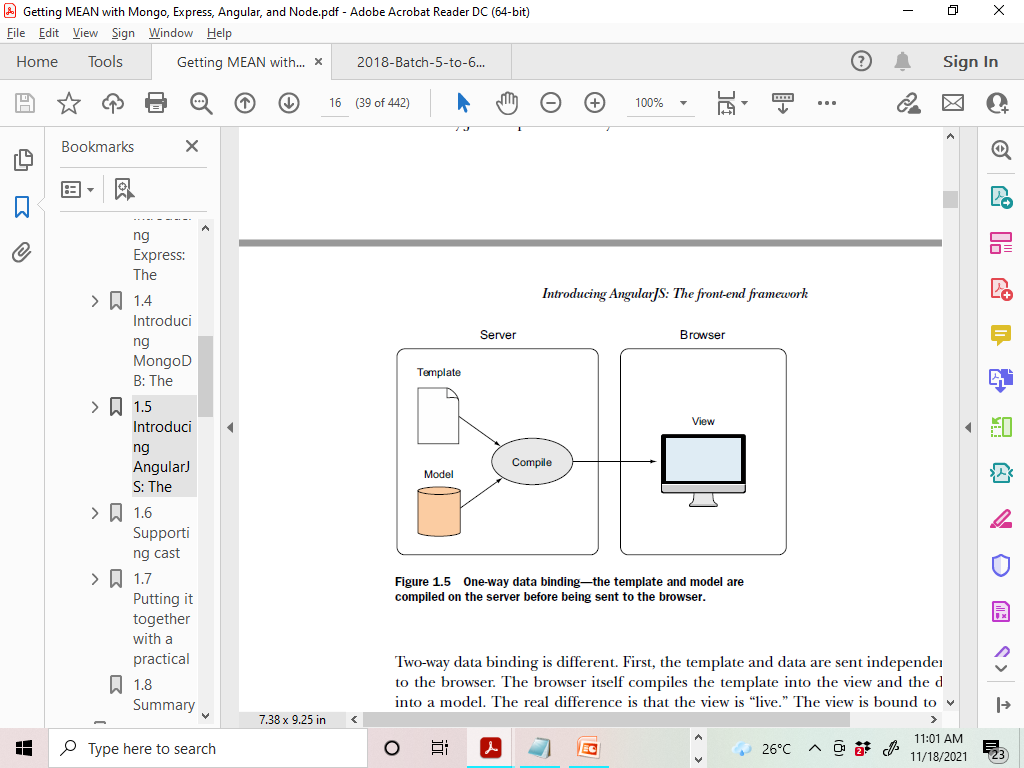 Getting MEAN with Mongo, Express, Angular, and Node.pdf - Adobe Acrobat Reader DC (64-bit)
File Edit View Sign Window Help
Home Tools Getting MEAN with... × 2018-Batch-5-to-6... Sign In
16 (39 of 442) 100%
Bookmarks
ng
Express:
The
1.4
Introduci
ng
MongoD
B: The
1.5
Introduci
ng
AngularJ
S: The
1.6
Supporti
ng cast
1.7
Putting it
together
with a
practical
1.8
Summary
Introducing AngularJS: The front-end framework
Server Browser
Template
View
Compile
Model
Figure 1.5 One-way data binding—the template and model are
compiled on the server before being sent to the browser.
Two-way data binding is different. First, the template and data are sent independen
to the browser. The browser itself compiles the template into the view and the d
into a model. The real difference is that the view is “live.” The view is bound to
7.38 x 9.25 in
Type here to search
26°C
2
11:01 AM
11/18/2021
23